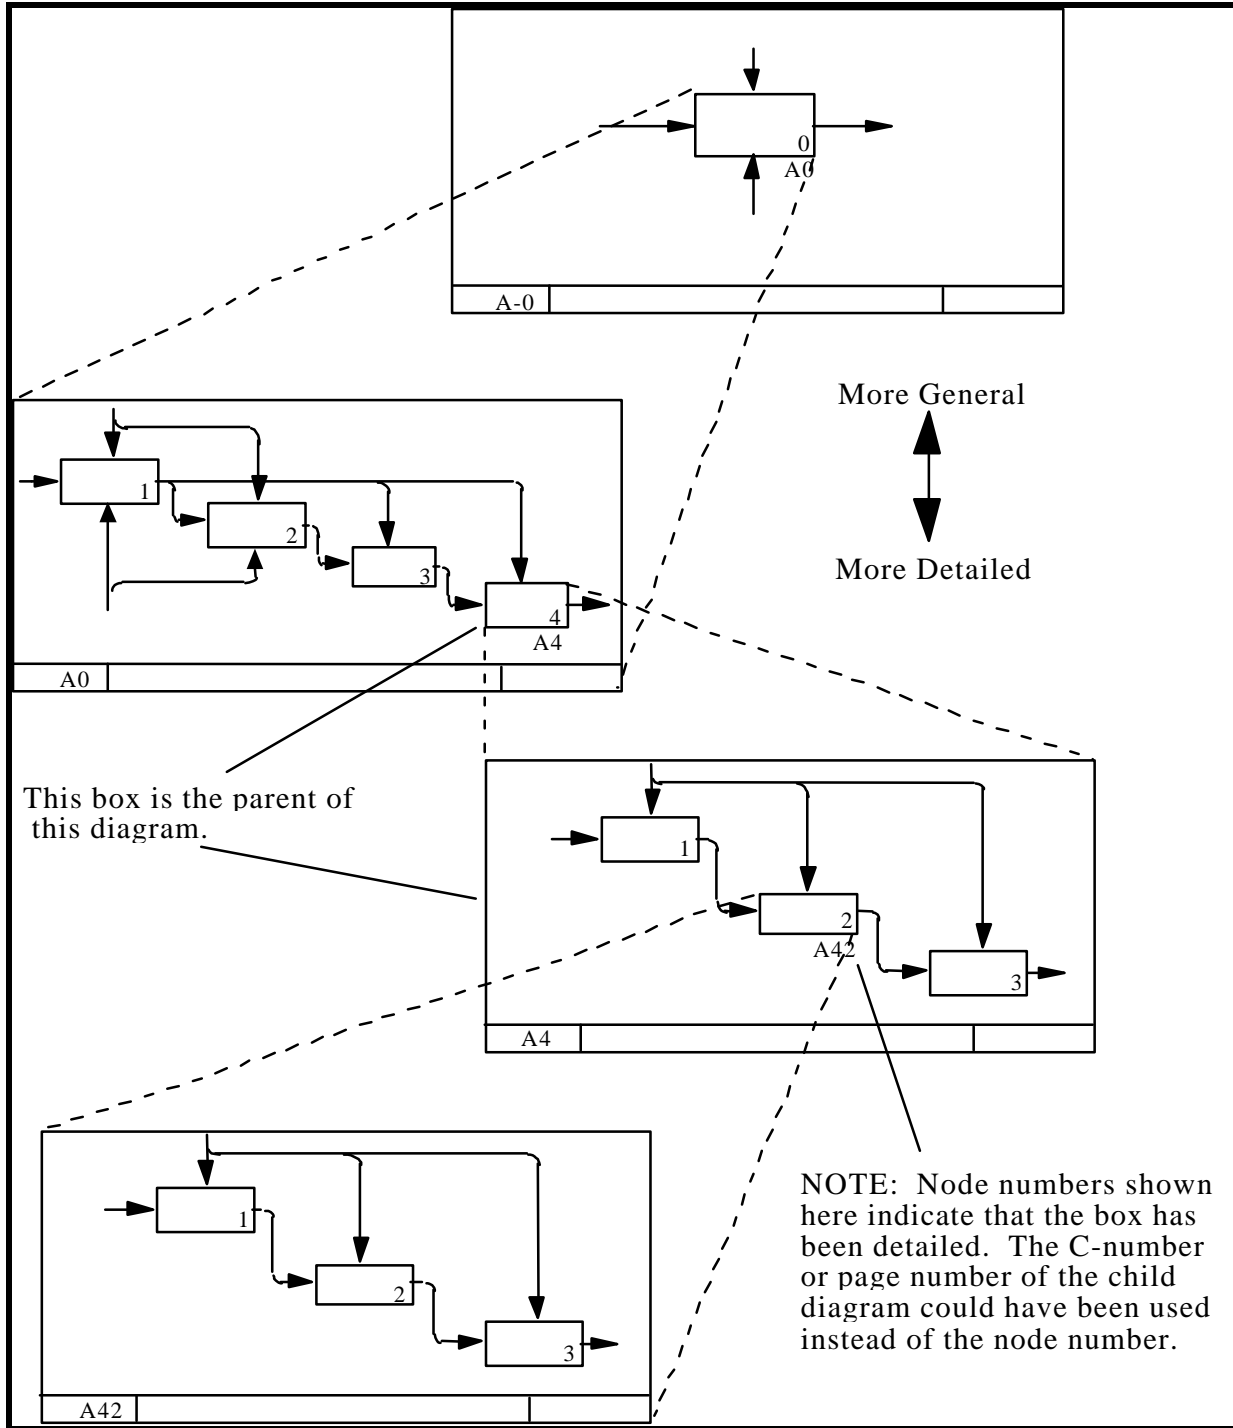 0
A0
A-0
More General
More Detailed
1
2
3
4
A4
A0
This box is the parent of
this diagram.
1
2
A42
3
A4
NOTE: Node numbers shown
here indicate that the box has
been detailed. The C-number
or page number of the child
diagram could have been used
instead of the node number.
1
2
3
A42